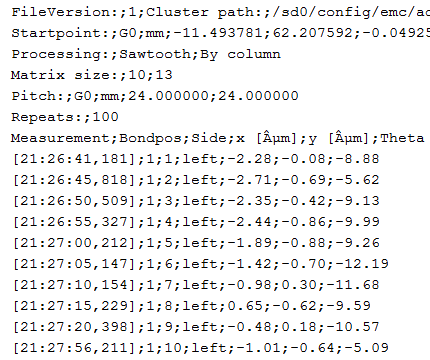 FileVersion:;1;Cluster path:;/sd0/config/emc/ac
Startpoint:;G0;mm;-11.493781;62.207592;-0.04925
Processing:;Sawtooth;By column
Matrix size:;10;13
Pitch:;G0;mm;24.000000;24.000000
Repeats:;100
Measurement;Bondpos;Side;x [Âµm];y [Âµm];Theta
[21:26:41,181];1;1;left;-2.28;-0.08;-8.88
[21:26:45,818];1;2;left;-2.71;-0.69;-5.62
[21:26:50,509];1;3;left;-2.35;-0.42;-9.13
[21:26:55,327];1;4;left;-2.44;-0.86;-9.99
[21:27:00,212];1;5;left;-1.89;-0.88;-9.26
[21:27:05,147];1;6;left;-1.42;-0.70;-12.19
[21:27:10,154];1;7;left;-0.98;0.30;-11.68
[21:27:15,229];1;8;left;0.65;-0.62;-9.59
[21:27:20,398];1;9;left;-0.48;0.18;-10.57
[21:27:56,211];1;10;left;-1.01;-0.64;-5.09